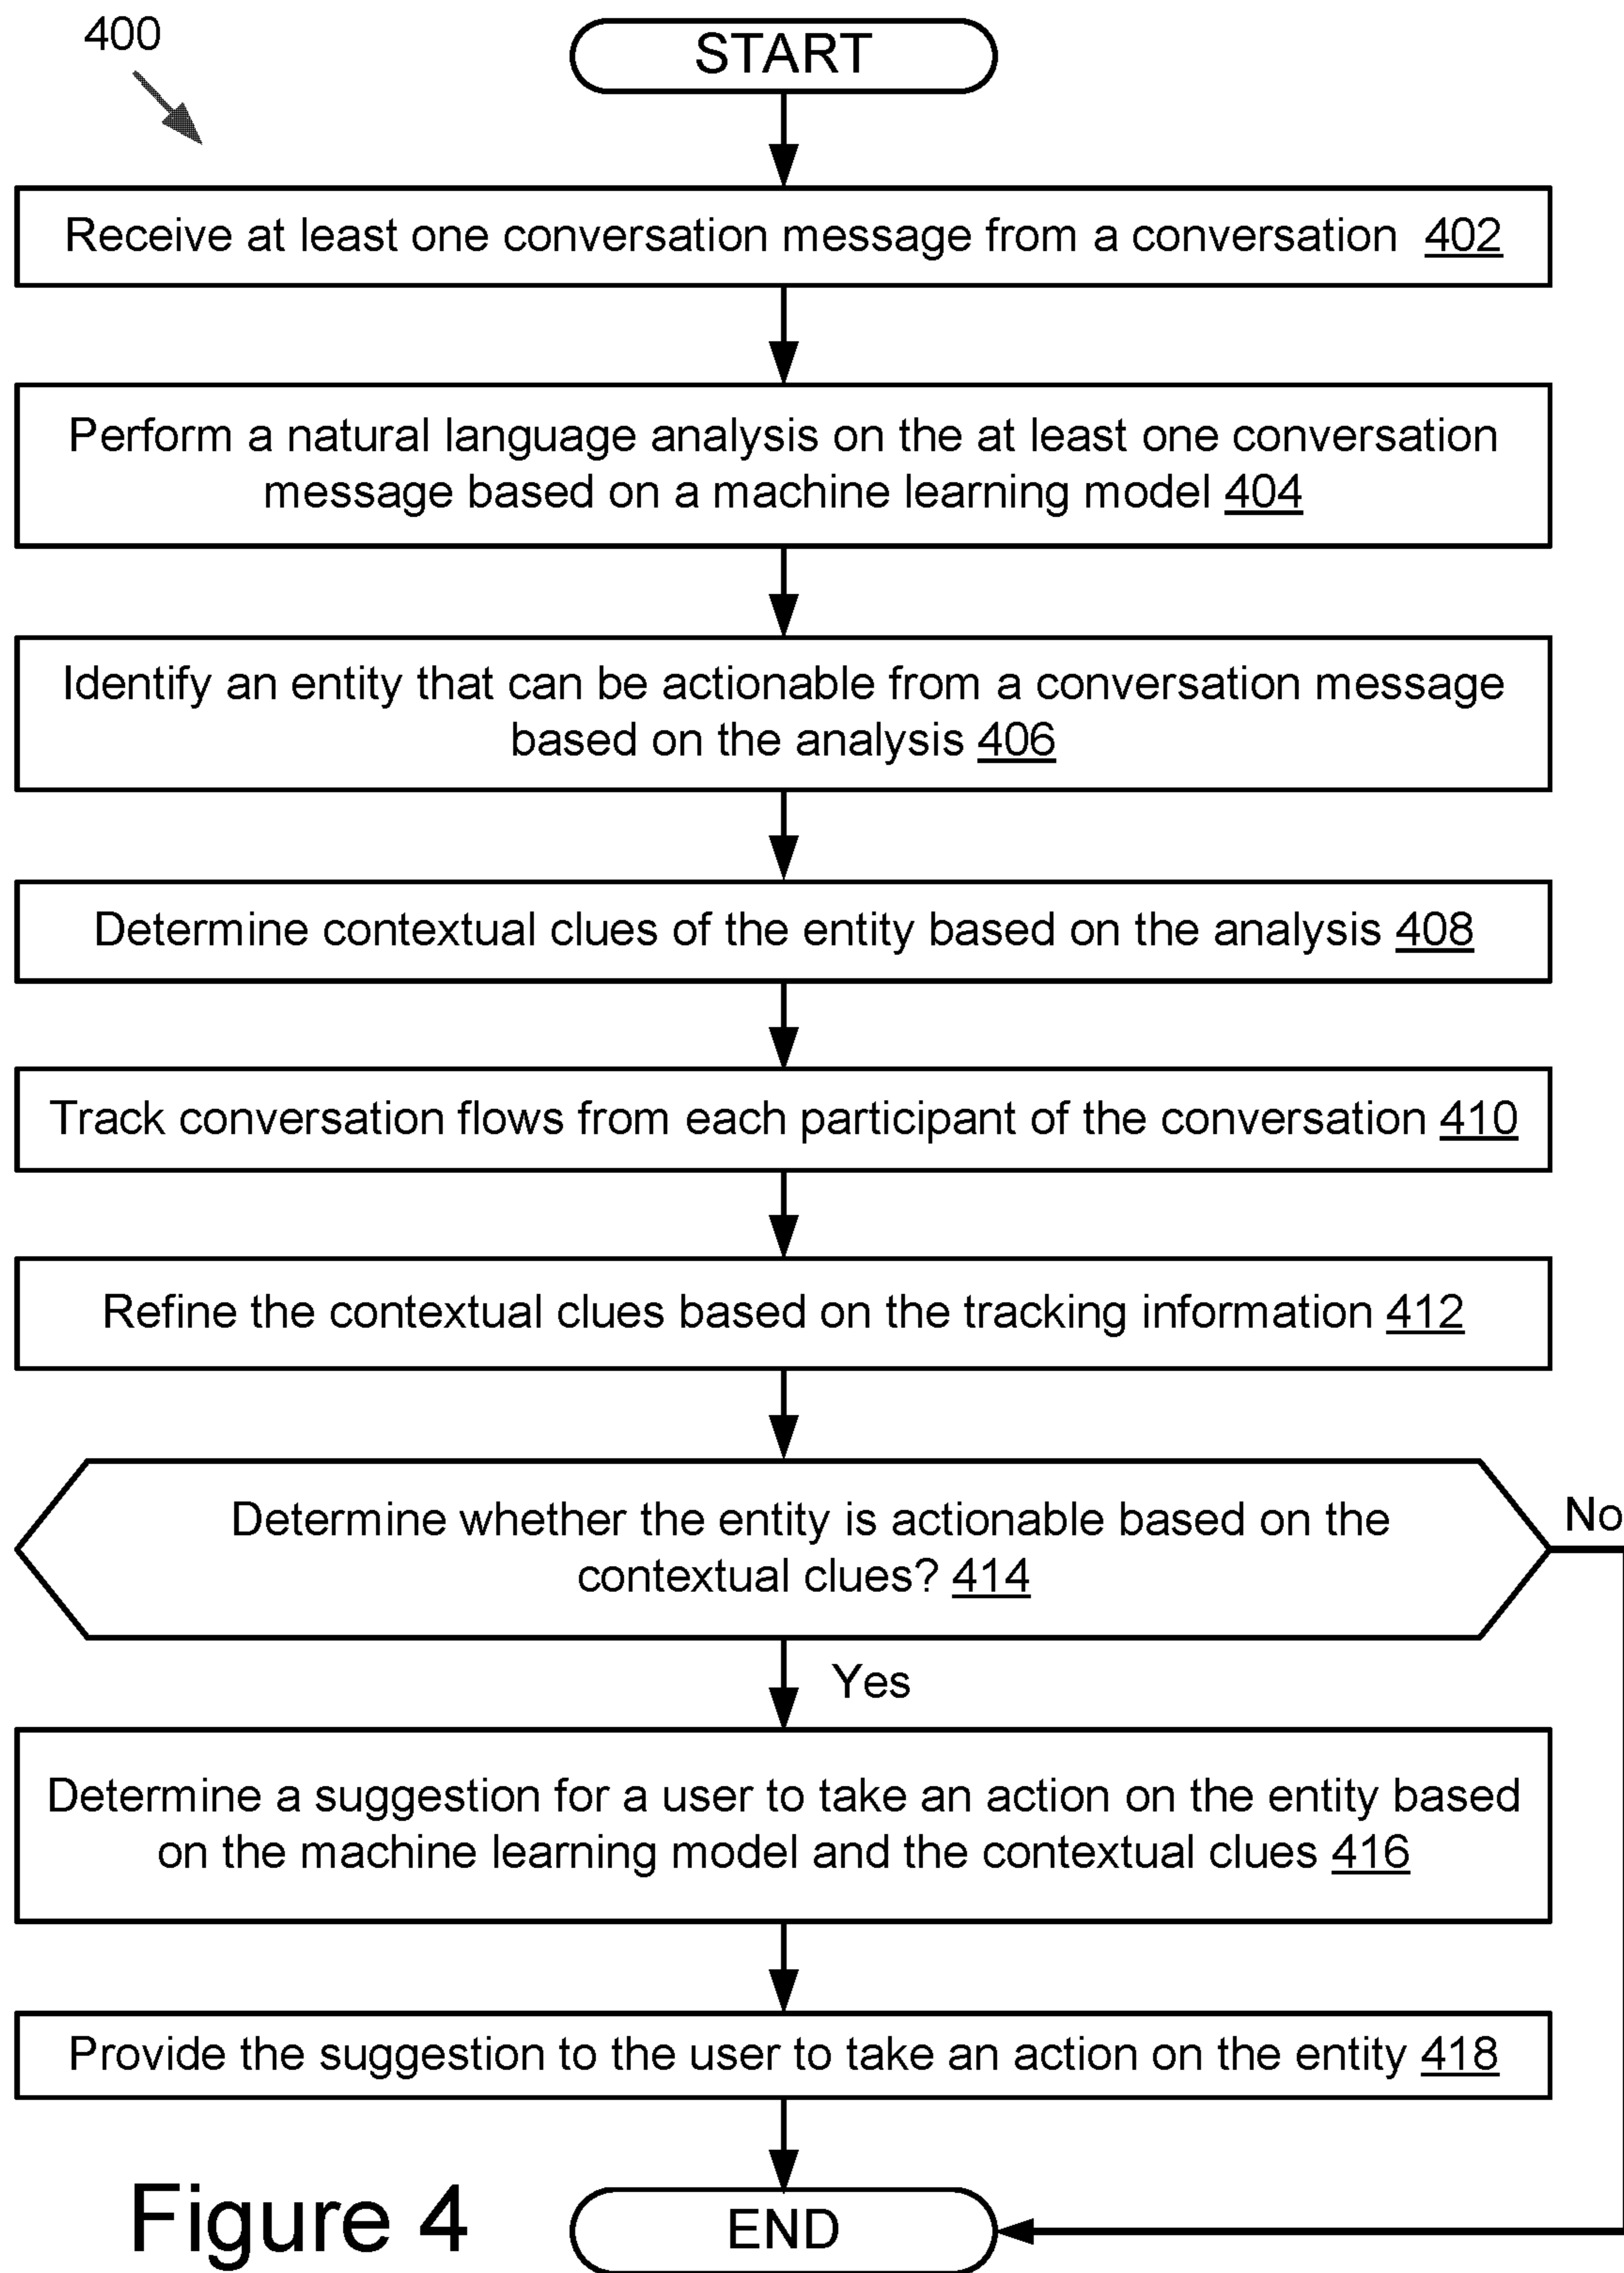 400
START
Receive at least one conversation message from a conversation 402
Perform a natural language analysis on the at least one conversation
message based on a machine learning model 404
Identify an entity that can be actionable from a conversation message
based on the analysis 406
Determine contextual clues of the entity based on the analysis 408
Track conversation flows from each participant of the conversation 410
Refine the contextual clues based on the tracking information 412
Determine whether the entity is actionable based on the
contextual clues? 414
No
Yes
Determine a suggestion for a user to take an action on the entity based
on the machine learning model and the contextual clues 416
Provide the suggestion to the user to take an action on the entity 418
END
Figure 4